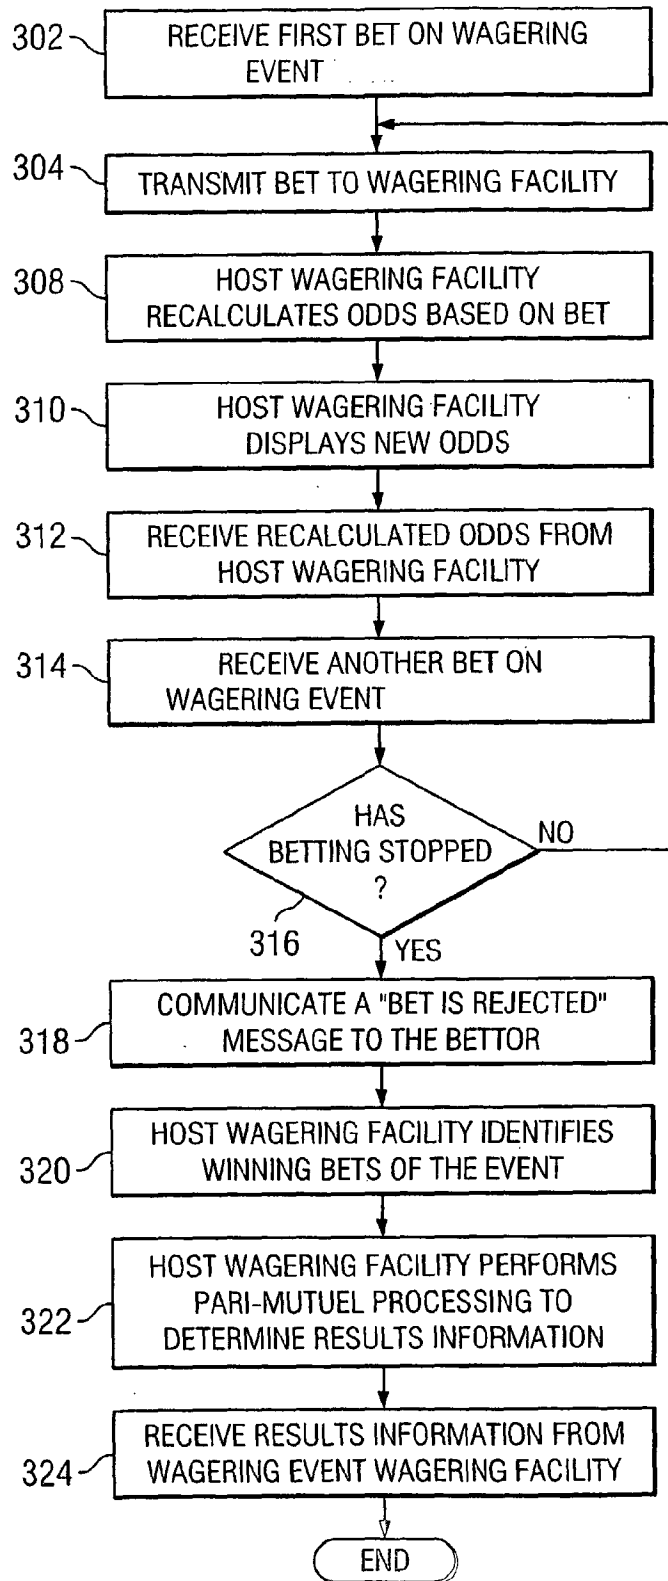 302
RECEIVE FIRST BET ON WAGERING
EVENT
304
TRANSMIT BET TO WAGERING FACILITY
308
HOST WAGERING FACILITY
RECALCULATES ODDS BASED ON BET
310
HOST WAGERING FACILITY
DISPLAYS NEW ODDS
312
RECEIVE RECALCULATED ODDS FROM
HOST WAGERING FACILITY
314
RECEIVE ANOTHER BET ON
WAGERING EVENT
HAS
BETTING STOPPED
?
NO
316
YES
318
COMMUNICATE A "BET IS REJECTED"
MESSAGE TO THE BETTOR
320
HOST WAGERING FACILITY IDENTIFIES
WINNING BETS OF THE EVENT
322
HOST WAGERING FACILITY PERFORMS
PARI-MUTUEL PROCESSING TO
DETERMINE RESULTS INFORMATION
324
RECEIVE RESULTS INFORMATION FROM
WAGERING EVENT WAGERING FACILITY
END